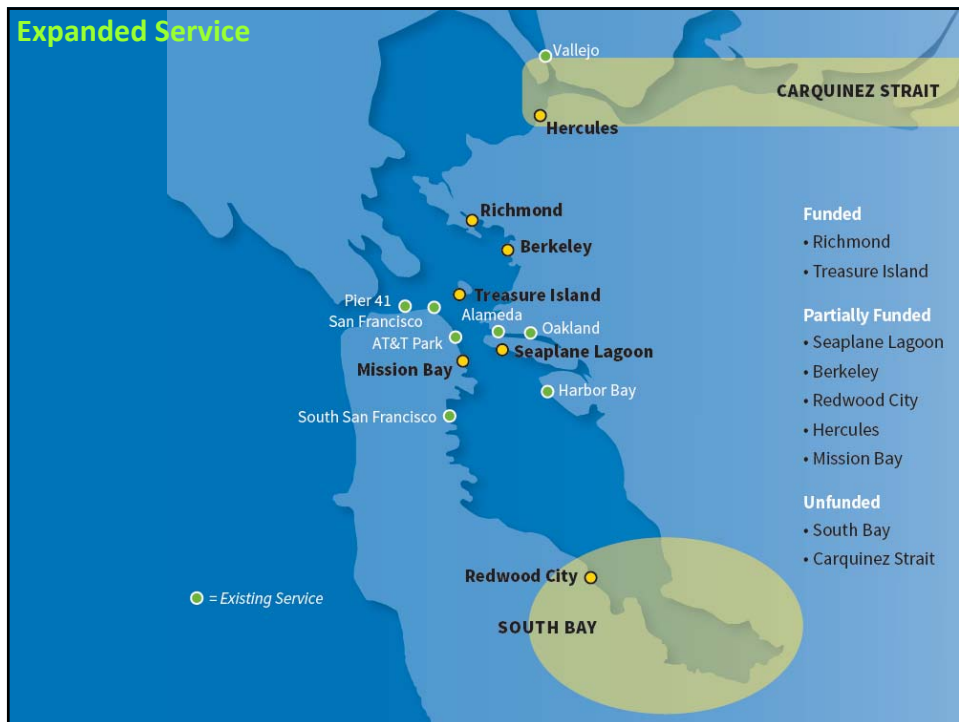 Expanded Service
Vallejo
CARQUINEZ STRAIT
Hercules
Richmond
Berkeley
Treasure Island
Pier 41
San Francisco
Alameda
Oakland
AT&T Park
Seaplane Lagoon
Mission Bay
Harbor Bay
South San Francisco
Redwood City
SOUTH BAY
= Existing Service
Funded
• Richmond
• Treasure Island
Partially Funded
• Seaplane Lagoon
• Berkeley
• Redwood City
• Hercules
• Mission Bay
Unfunded
• South Bay
• Carquinez Strait